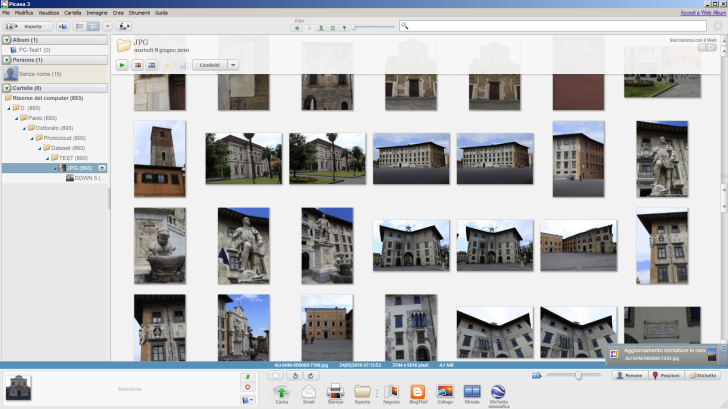 Picasa 3
File Modifica Visualizza Cartella Immagine Crea Strumenti Guida
Accedi a Web Album
Importa
Filtri
Album (1)
PC-Test1 (0)
Persone (1)
Senza nome (15)
Cartelle (8)
Risorse del computer (893)
D: (893)
Paolo (893)
Dottorato (893)
Photocloud (893)
Dataset (893)
TEST (893)
JPG (893)
DOWN 5 (...
JPG
martedì 8 giugno 2010
Sincronizza con il Web
Condividi
Aggiornamento miniature in corso
ALI-SHM-000000-7243.jpg
ALI-SHM-000000-7199.jpg 24/05/2010 07:12:53 3744 x 5616 pixel 4,1 MB
Selezione
Persone Posizioni Etichette
Carica Email Stampa Esporta Negozio BlogThis! Collage Filmato Etichetta geografica